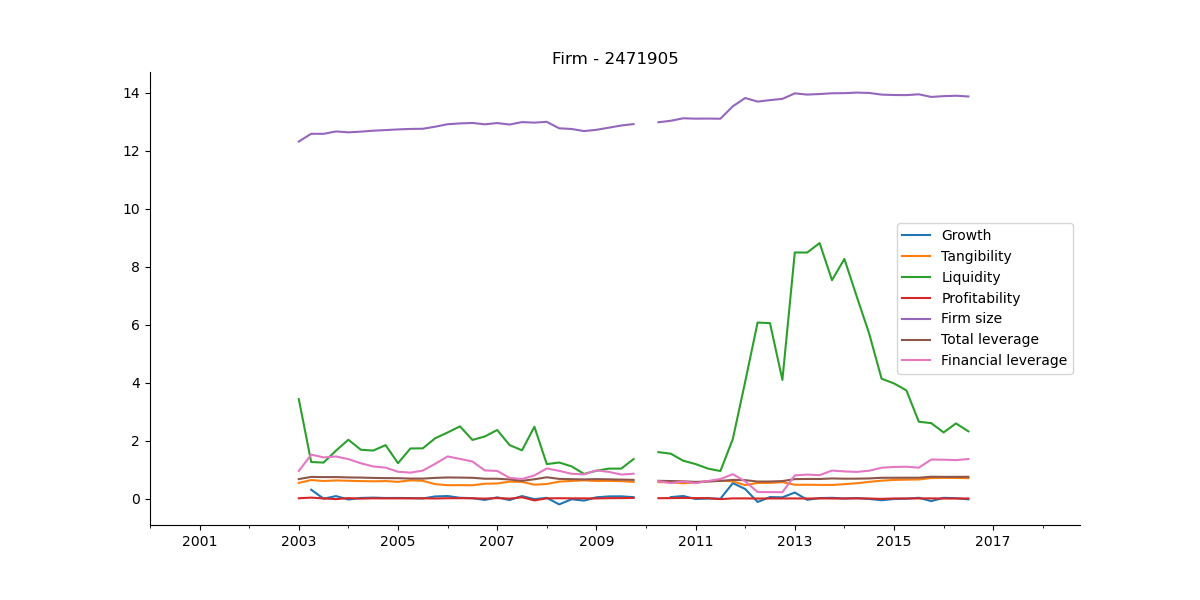 Firm - 2471905
14
12
10
8
6
4
2
0
Growth
Tangibility
Liquidity
Profitability
Firm size
Total leverage
Financial leverage
2001 2003 2005 2007 2009 2011 2013 2015 2017